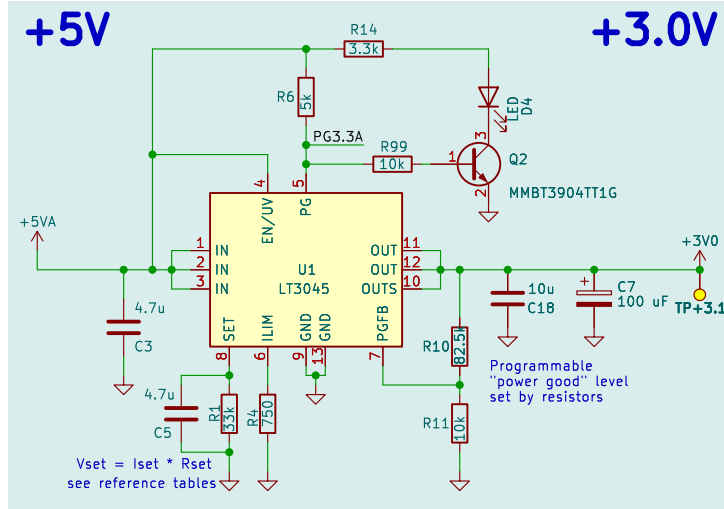 +5V
+3.0V
R14
3.3k
R6
5k
LED
D4
PG3.3A
R99
10k
1
3
2
Q2
MMBT3904TT1G
4
5
EN/UV
PG
+5VA
+3V0
1
IN
2
IN
3
IN
U1
LT3045
OUT
11
OUT
12
OUTS
10
SET
ILIM
GND
GND
PGFB
8
6
9
13
7
4.7u
C3
10u
C18
+
C7
100 uF
TP+3.1
R10
82.5k
Programmable
"power good" level
set by resistors
4.7u
C5
R1
33k
R4
750
R11
10k
Vset = Iset * Rset
see reference tables